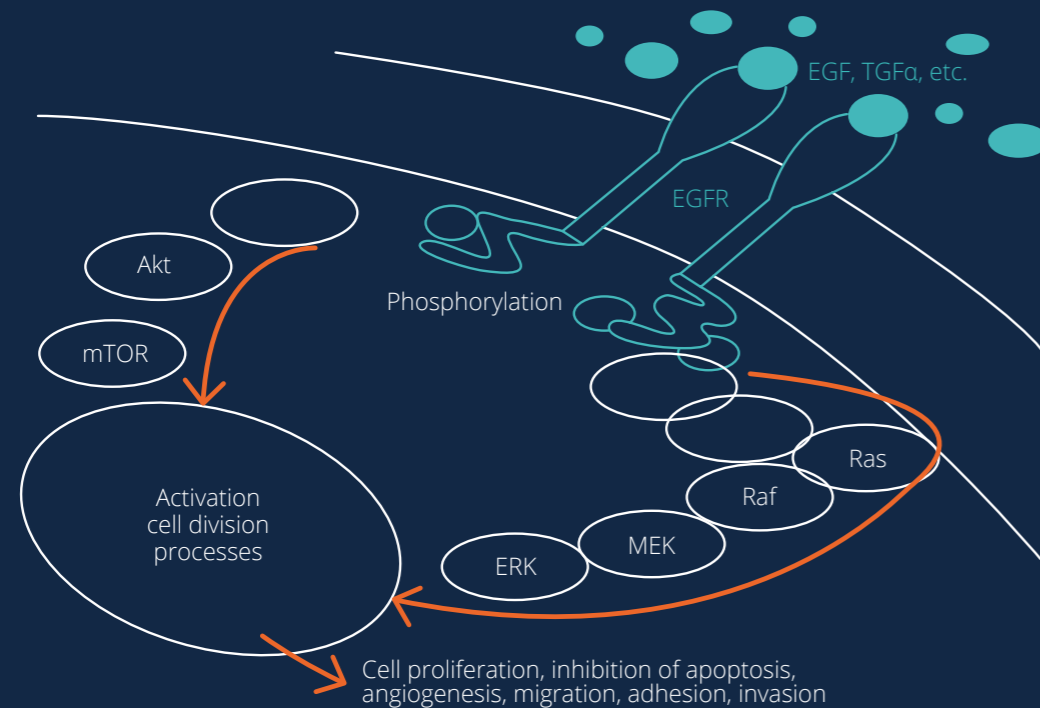 EGF, TGFα, etc.
EGFR
Akt
Phosphorylation
mTOR
Ras
Raf
MEK
ERK
Activation
cell division
processes
Cell proliferation, inhibition of apoptosis,
angiogenesis, migration, adhesion, invasion